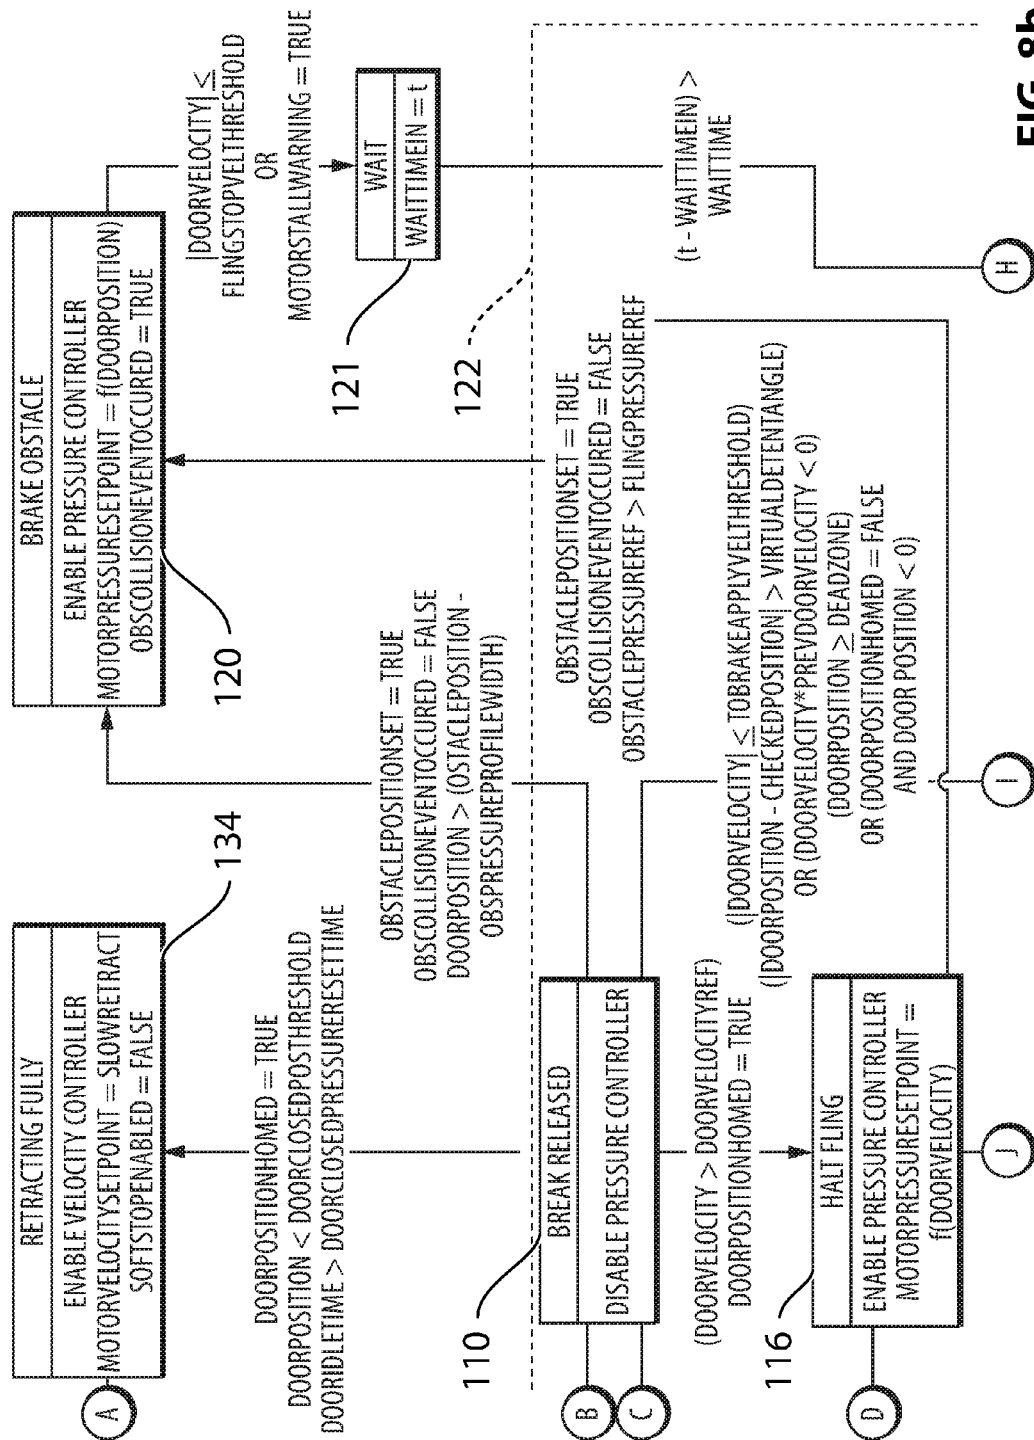 RETRACTING FULLY
ENABLE VELOCITY CONTROLLER
MOTORVELOCITYSETPOINT = SLOWRETRACT
SOFTSTOPENABLED = FALSE
A
134
DOORPOSITIONHOMED = TRUE
DOORPOSITION < DOORCLOSEDPOSTHRESHOLD
DOORIDLETIME > DOORCLOSEDPRESSURERESETTIME
BRAKE OBSTACLE
ENABLE PRESSURE CONTROLLER
MOTORPRESSURESETPOINT = f(DOORPOSITION)
OBSCOLLISIONEVENTOCCURED = TRUE
120
OBSTACLEPOSITIONSET = TRUE
OBSCOLLISIONEVENTOCCURED = FALSE
DOORPOSITION > (OSTACLEPOSITION -
OBSPRESSUREPROFILEWIDTH)
|DOORVELOCITY| ≤
FLINGSTOPVELTHRESHOLD
OR
MOTORSTALLWARNING = TRUE
WAIT
WAITTIMEIN = t
121
122
B
C
110
BREAK RELEASED
DISABLE PRESSURE CONTROLLER
OBSTACLEPOSITIONSET = TRUE
OBSCOLLISIONEVENTOCCURED = FALSE
OBSTACLEPRESSUREREF > FLINGPRESSUREREF
(t - WAITTIMEIN) >
WAITTIME
(DOORVELOCITY > DOORVELOCITYREF)
DOORPOSITIONHOMED = TRUE
(|DOORVELOCITY| ≤ TOBRAKEAPPLYVELTHRESHOLD)
(|DOORPOSITION - CHECKEDPOSITION| > VIRTUALDETENTANGLE)
OR (DOORVELOCITY*PREVDOORVELOCITY < 0)
(DOORPOSITION ≥ DEADZONE)
OR (DOORPOSITIONHOMED = FALSE
AND DOOR POSITION < 0)
116
D
HALT FLING
ENABLE PRESSURE CONTROLLER
MOTORPRESSURESETPOINT =
f(DOORVELOCITY)
J
I
H
FIG. 8b